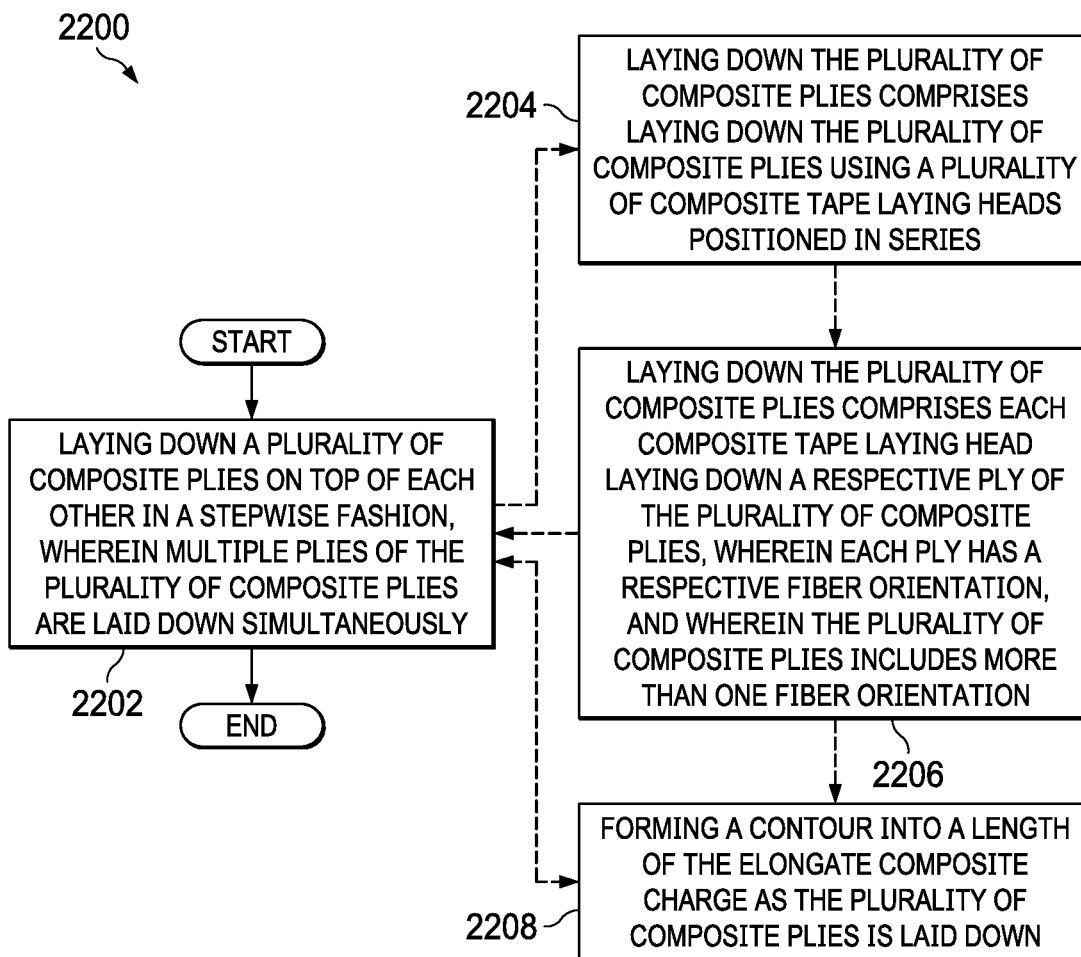 2200
START
LAYING DOWN A PLURALITY OF
COMPOSITE PLIES ON TOP OF EACH
OTHER IN A STEPWISE FASHION,
WHEREIN MULTIPLE PLIES OF THE
PLURALITY OF COMPOSITE PLIES
ARE LAID DOWN SIMULTANEOUSLY
2202
END
2204
LAYING DOWN THE PLURALITY OF
COMPOSITE PLIES COMPRISES
LAYING DOWN THE PLURALITY OF
COMPOSITE PLIES USING A PLURALITY
OF COMPOSITE TAPE LAYING HEADS
POSITIONED IN SERIES
LAYING DOWN THE PLURALITY OF
COMPOSITE PLIES COMPRISES EACH
COMPOSITE TAPE LAYING HEAD
LAYING DOWN A RESPECTIVE PLY OF
THE PLURALITY OF COMPOSITE
PLIES, WHEREIN EACH PLY HAS A
RESPECTIVE FIBER ORIENTATION,
AND WHEREIN THE PLURALITY OF
COMPOSITE PLIES INCLUDES MORE
THAN ONE FIBER ORIENTATION
2206
FORMING A CONTOUR INTO A LENGTH
OF THE ELONGATE COMPOSITE
CHARGE AS THE PLURALITY OF
COMPOSITE PLIES IS LAID DOWN
2208